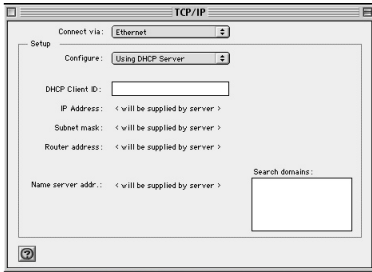 TCP/IP
Connect via: Ethernet
Setup
Configure: Using DHCP Server
DHCP Client ID:
IP Address: < will be supplied by server >
Subnet mask: < will be supplied by server >
Router address: < will be supplied by server >
Search domains:
Name server addr.: < will be supplied by server >
?